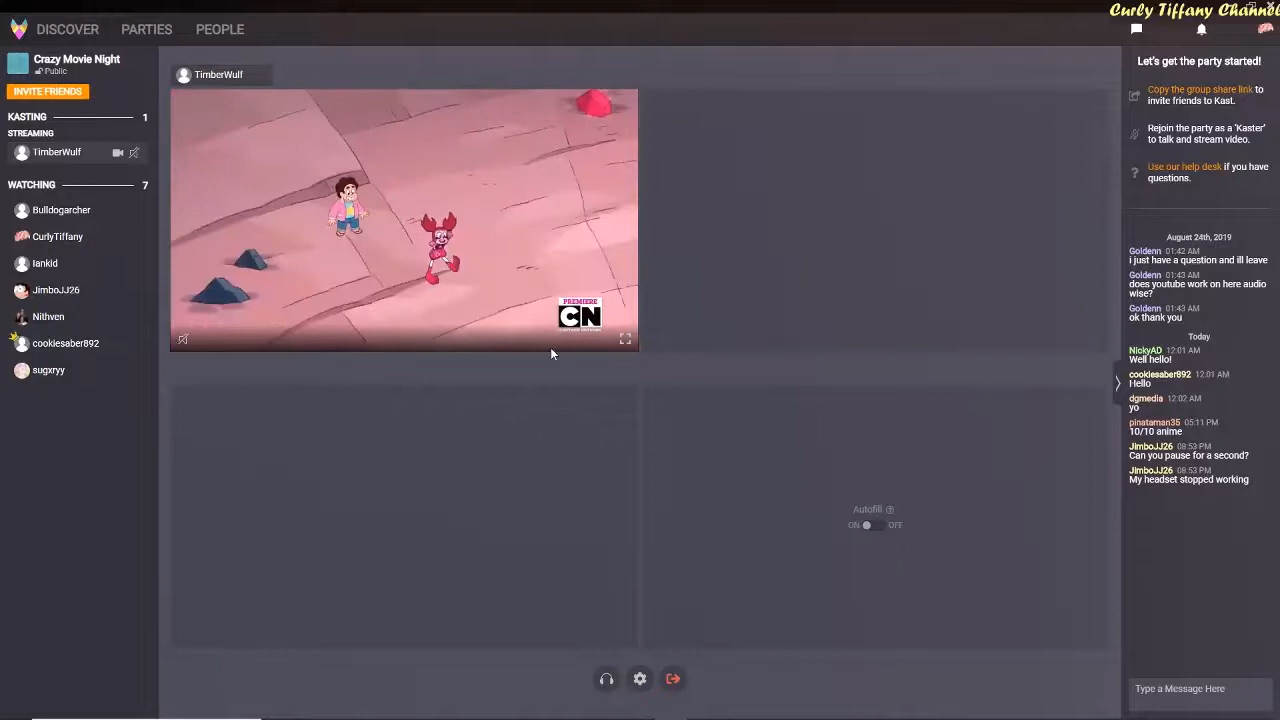 Curly Tiffany Channel
DISCOVER
PARTIES
PEOPLE
Crazy Movie Night
Public
INVITE FRIENDS
KASTING 1
STREAMING
TimberWulf
WATCHING 7
Bulldogarcher
CurlyTiffany
Iankid
JimboJJ26
Nithven
cookiesaber892
sugxryy
TimberWulf
PREMIERE
CN
CARTOON NETWORK
Autofill
ON OFF
Let's get the party started!
Copy the group share link to
invite friends to Kast.
Rejoin the party as a 'Kaster'
to talk and stream video.
Use our help desk if you have
questions.
August 24th, 2019
Goldenn 01:42 AM
i just have a question and ill leave
Goldenn 01:43 AM
does youtube work on here audio
wise?
Goldenn 01:43 AM
ok thank you
Today
NickyAD 12:01 AM
Well hello!
cookiesaber892 12:01 AM
Hello
dgmedia 12:02 AM
yo
pinataman35 05:11 PM
10/10 anime
JimboJJ26 08:53 PM
Can you pause for a second?
JimboJJ26 08:53 PM
My headset stopped working
Type a Message Here